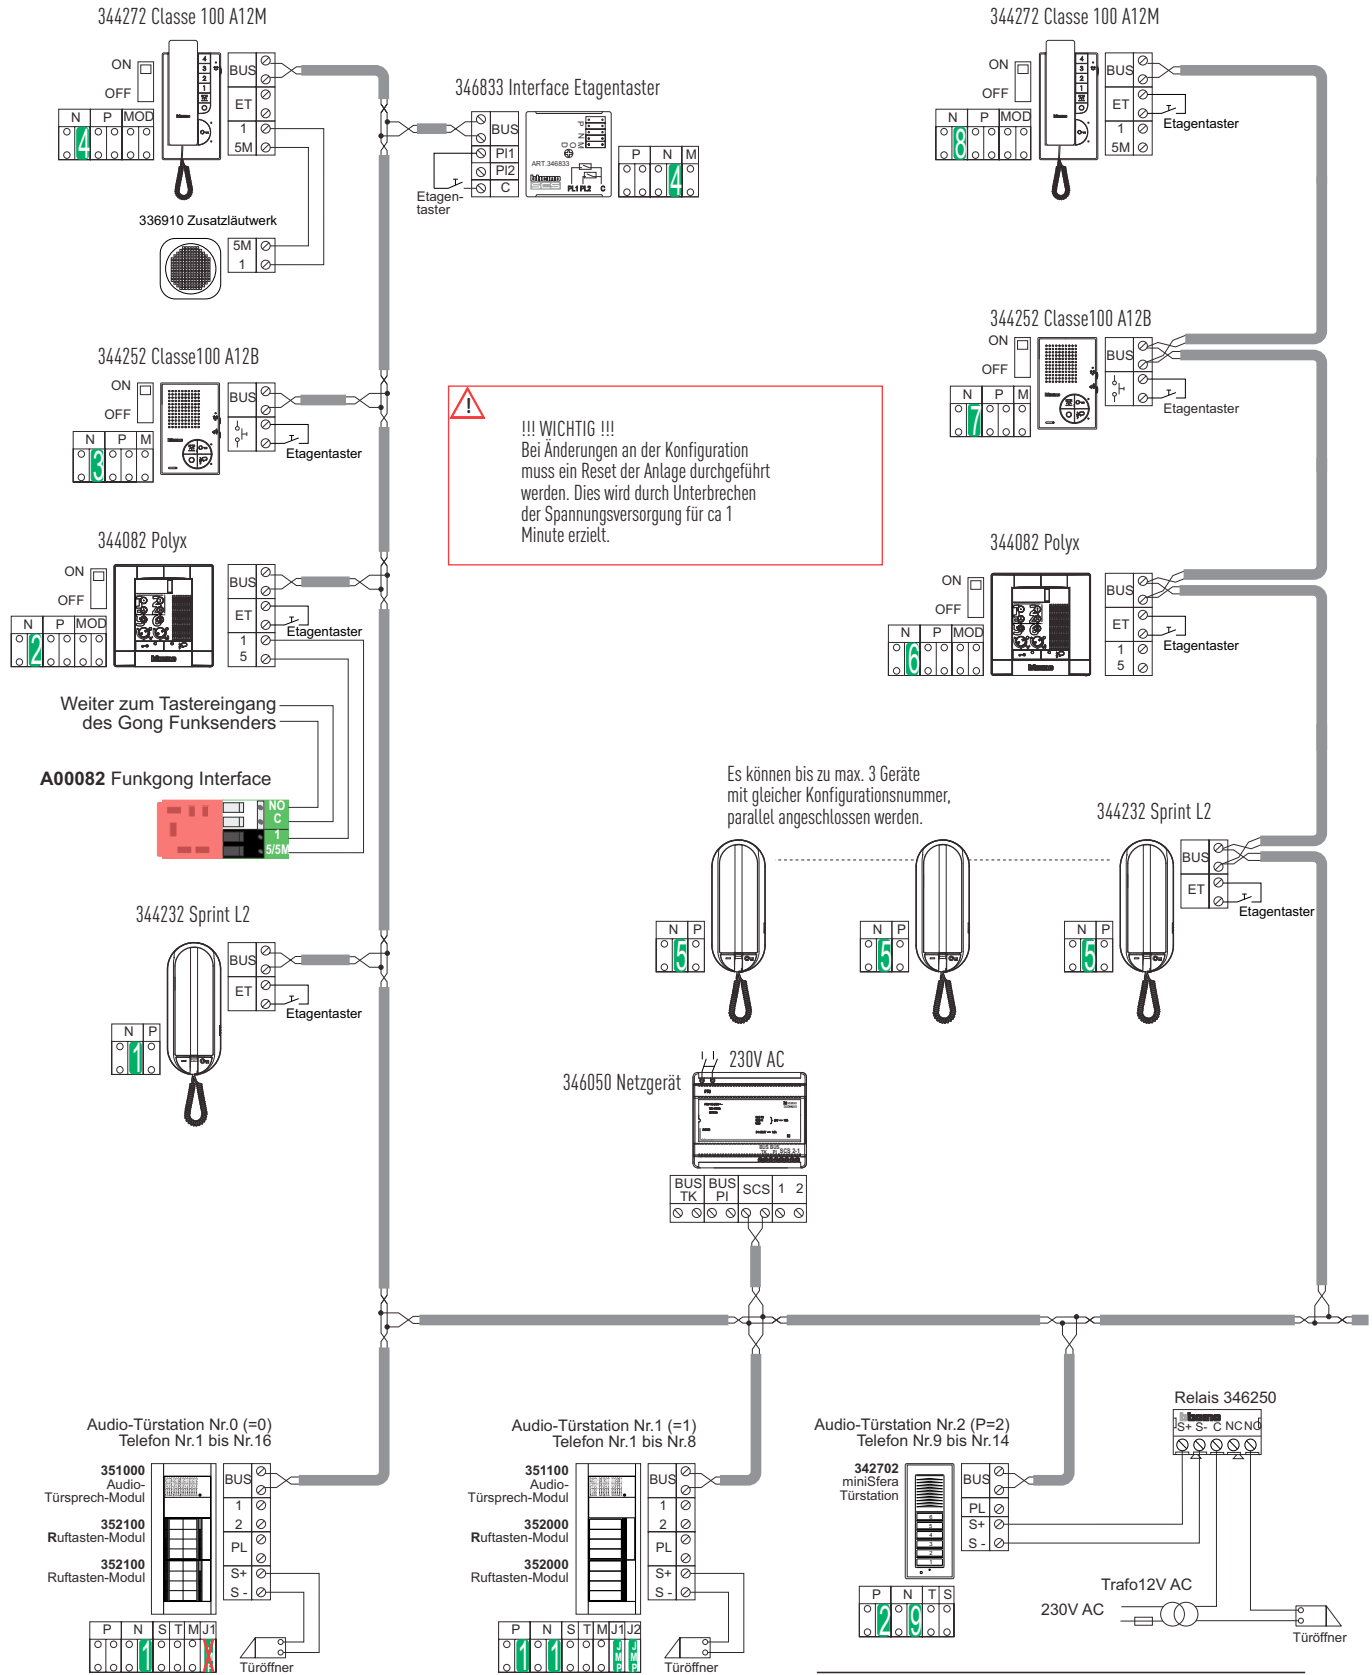 344272 Classe 100 A12M
ON
OFF
N P MOD
4
BUS
ET
1
5M
336910 Zusatzläutwerk
5M
1
346833 Interface Etagentaster
BUS
PI1
PI2
C
Etagen-
taster
P N M
ART.346833
PL1 PL2 C
P N M
4
344272 Classe 100 A12M
ON
OFF
N P MOD
8
BUS
ET
1
5M
Etagentaster
344252 Classe100 A12B
ON
OFF
N P M
3
BUS
Etagentaster
!
!!! WICHTIG !!!
Bei Änderungen an der Konfiguration
muss ein Reset der Anlage durchgeführt
werden. Dies wird durch Unterbrechen
der Spannungsversorgung für ca 1
Minute erzielt.
344252 Classe100 A12B
ON
OFF
N P M
7
BUS
Etagentaster
344082 Polyx
ON
OFF
N P MOD
2
BUS
ET
1
5
Etagentaster
344082 Polyx
ON
OFF
N P MOD
6
BUS
ET
1
5
Etagentaster
Weiter zum Tastereingang
des Gong Funksenders
A00082 Funkgong Interface
NO
C
1
5/5M
Es können bis zu max. 3 Geräte
mit gleicher Konfigurationsnummer,
parallel angeschlossen werden.
344232 Sprint L2
BUS
ET
Etagentaster
N P
5
N P
5
N P
5
344232 Sprint L2
BUS
ET
Etagentaster
N P
1
230V AC
346050 Netzgerät
BUS TK
BUS PI
SCS 1 2
Audio-Türstation Nr.0 (=0)
Telefon Nr.1 bis Nr.16
351000
Audio-
Türsprech-Modul
352100
Ruftasten-Modul
352100
Ruftasten-Modul
BUS
1
2
PL
S+
S -
P N S T M J1
1 X
Türöffner
Audio-Türstation Nr.1 (=1)
Telefon Nr.1 bis Nr.8
351100
Audio-
Türsprech-Modul
352000
Ruftasten-Modul
352000
Ruftasten-Modul
BUS
1
2
PL
S+
S -
P N S T M J1 J2
1 1 JMP JMP
Türöffner
Audio-Türstation Nr.2 (P=2)
Telefon Nr.9 bis Nr.14
342702
miniSfera
Türstation
6
5
4
3
2
1
BUS
PL
S+
S -
P N T S
2 9
Relais 346250
S+ S- C NC NO
Trafo12V AC
230V AC
Türöffner